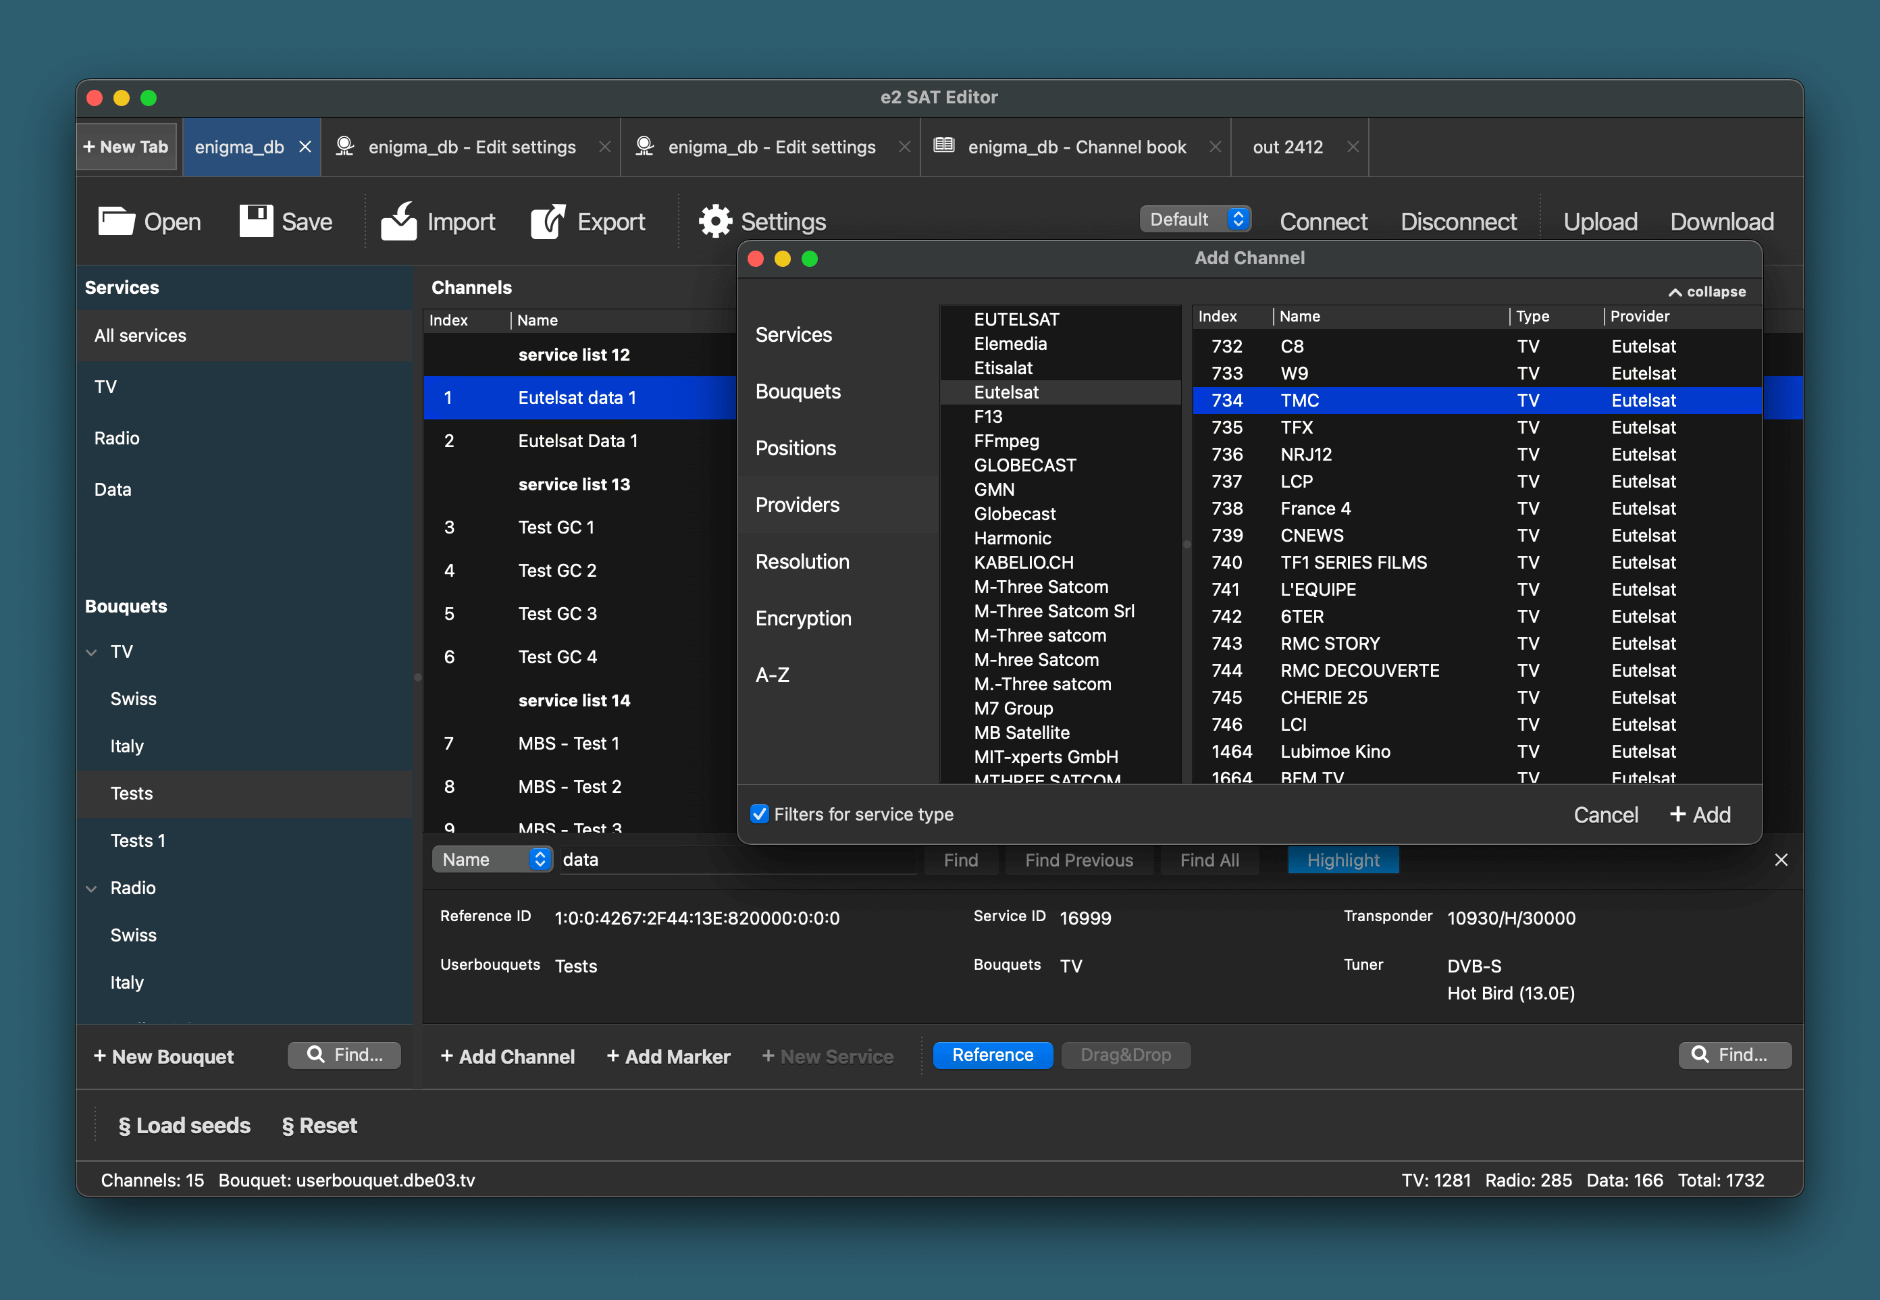 e2 SAT Editor
+ New Tab
enigma_db
enigma_db - Edit settings
enigma_db - Edit settings
enigma_db - Channel book
out 2412
Open
Save
Import
Export
Settings
Default
Connect
Disconnect
Upload
Download
Services
All services
TV
Radio
Data
Bouquets
TV
Swiss
Italy
Tests
Tests 1
Radio
Swiss
Italy
+ New Bouquet
Find...
Channels
Index Name
service list 12
1 Eutelsat data 1
2 Eutelsat Data 1
service list 13
3 Test GC 1
4 Test GC 2
5 Test GC 3
6 Test GC 4
service list 14
7 MBS - Test 1
8 MBS - Test 2
9 MBS - Test 3
Add Channel
collapse
Services
Bouquets
Positions
Providers
Resolution
Encryption
A-Z
EUTELSAT
Elemedia
Etisalat
Eutelsat
F13
FFmpeg
GLOBECAST
GMN
Globecast
Harmonic
KABELIO.CH
M-Three Satcom
M-Three Satcom Srl
M-Three satcom
M-hree Satcom
M.-Three satcom
M7 Group
MB Satellite
MIT-xperts GmbH
MTHREE SATCOM
Index Name Type Provider
732 C8 TV Eutelsat
733 W9 TV Eutelsat
734 TMC TV Eutelsat
735 TFX TV Eutelsat
736 NRJ12 TV Eutelsat
737 LCP TV Eutelsat
738 France 4 TV Eutelsat
739 CNEWS TV Eutelsat
740 TF1 SERIES FILMS TV Eutelsat
741 L'EQUIPE TV Eutelsat
742 6TER TV Eutelsat
743 RMC STORY TV Eutelsat
744 RMC DECOUVERTE TV Eutelsat
745 CHERIE 25 TV Eutelsat
746 LCI TV Eutelsat
1464 Lubimoe Kino TV Eutelsat
1664 BFM TV TV Eutelsat
Filters for service type
Cancel
+ Add
Name
data
Find
Find Previous
Find All
Highlight
Reference ID 1:0:0:4267:2F44:13E:820000:0:0:0
Service ID 16999
Transponder 10930/H/30000
Userbouquets Tests
Bouquets TV
Tuner DVB-S
Hot Bird (13.0E)
+ Add Channel
+ Add Marker
+ New Service
Reference
Drag&Drop
Find...
§ Load seeds
§ Reset
Channels: 15 Bouquet: userbouquet.dbe03.tv
TV: 1281 Radio: 285 Data: 166 Total: 1732